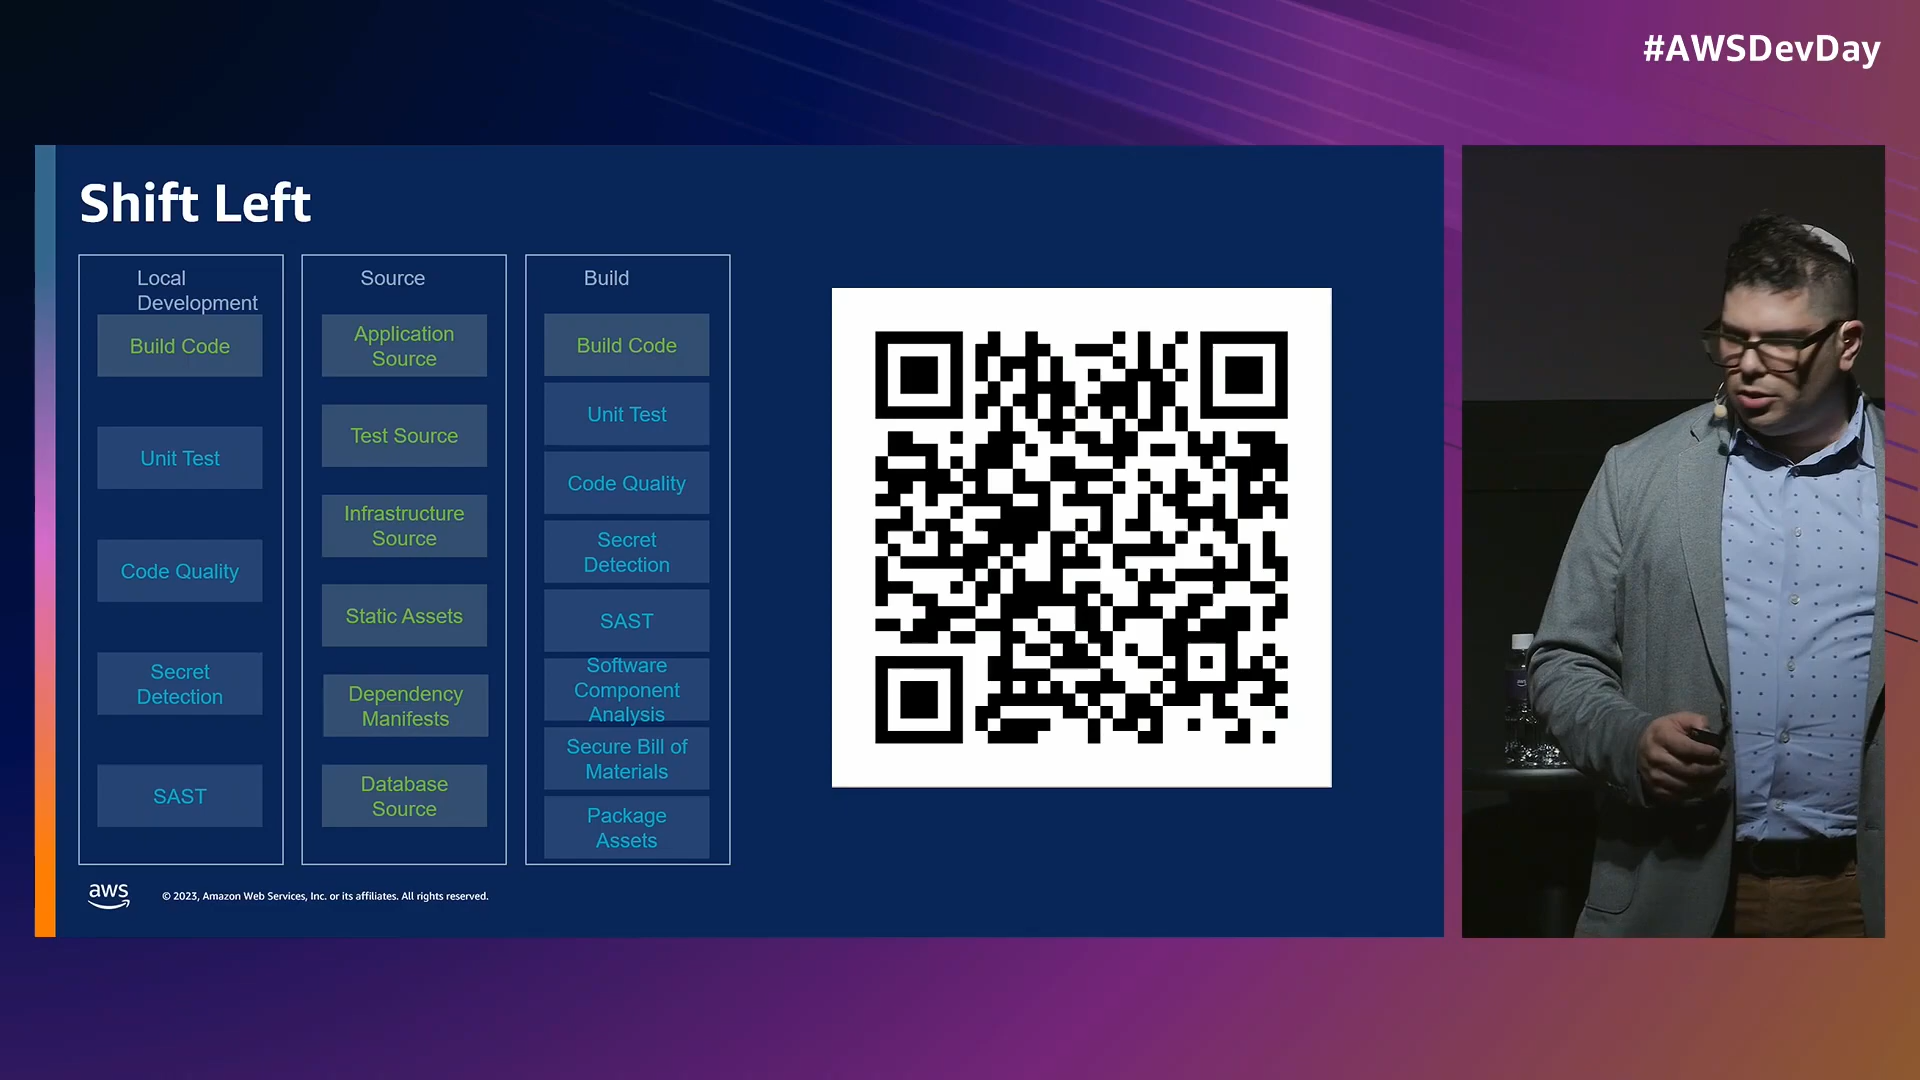 #AWSDevDay
Shift Left
Local
Development
Build Code
Unit Test
Code Quality
Secret
Detection
SAST
Source
Application
Source
Test Source
Infrastructure
Source
Static Assets
Dependency
Manifests
Database
Source
Build
Build Code
Unit Test
Code Quality
Secret
Detection
SAST
Software
Component
Analysis
Secure Bill of
Materials
Package
Assets
aws
© 2023, Amazon Web Services, Inc. or its affiliates. All rights reserved.